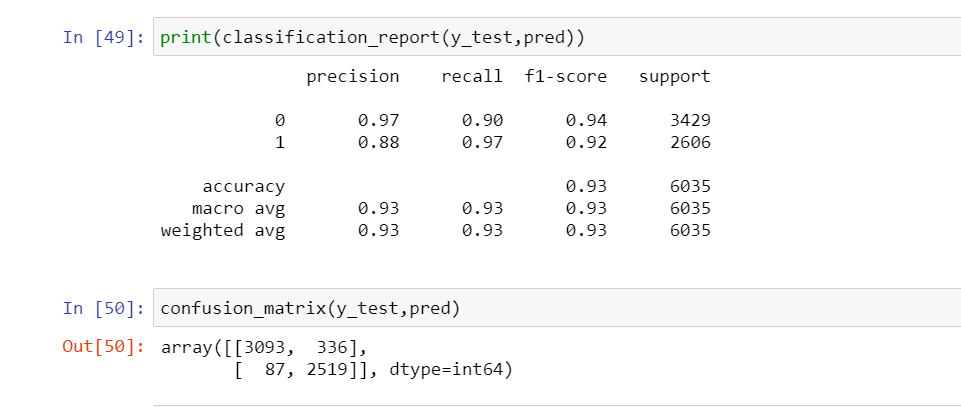 In [49]: print(classification_report(y_test,pred))
precision recall f1-score support
0 0.97 0.90 0.94 3429
1 0.88 0.97 0.92 2606
accuracy 0.93 6035
macro avg 0.93 0.93 0.93 6035
weighted avg 0.93 0.93 0.93 6035
In [50]: confusion_matrix(y_test,pred)
Out[50]: array([[3093, 336],
[ 87, 2519]], dtype=int64)